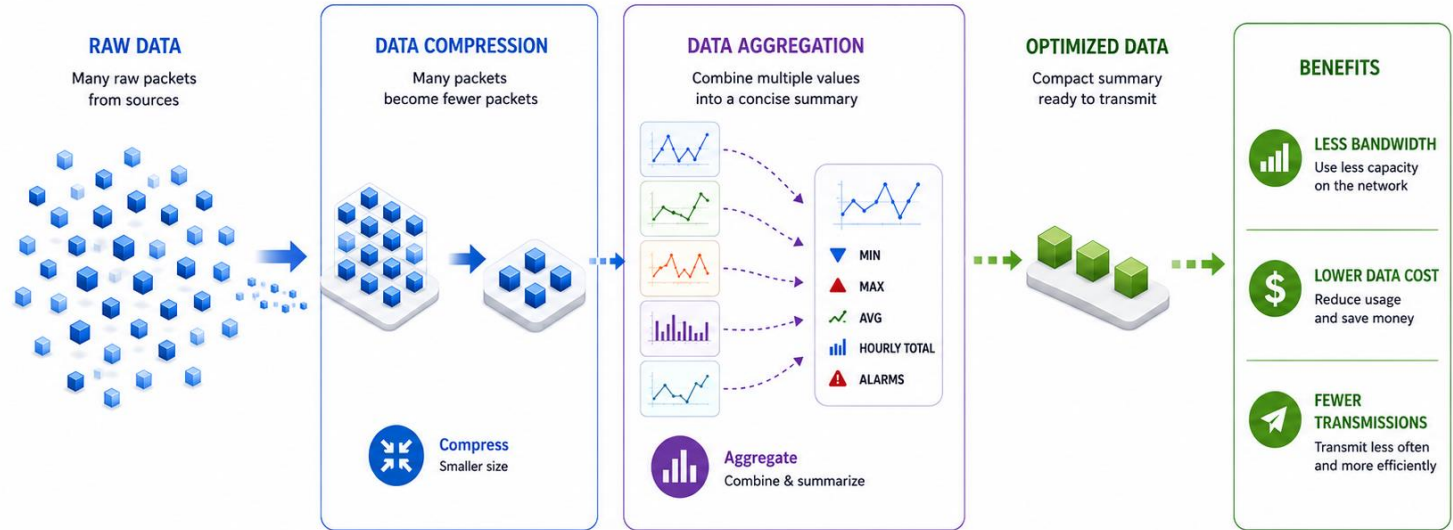 RAW DATA
Many raw packets
from sources
DATA COMPRESSION
Many packets
become fewer packets
Compress
Smaller size
DATA AGGREGATION
Combine multiple values
into a concise summary
MIN
MAX
AVG
HOURLY TOTAL
ALARMS
Aggregate
Combine & summarize
OPTIMIZED DATA
Compact summary
ready to transmit
BENEFITS
LESS BANDWIDTH
Use less capacity
on the network
$
LOWER DATA COST
Reduce usage
and save money
FEWER
TRANSMISSIONS
Transmit less often
and more efficiently